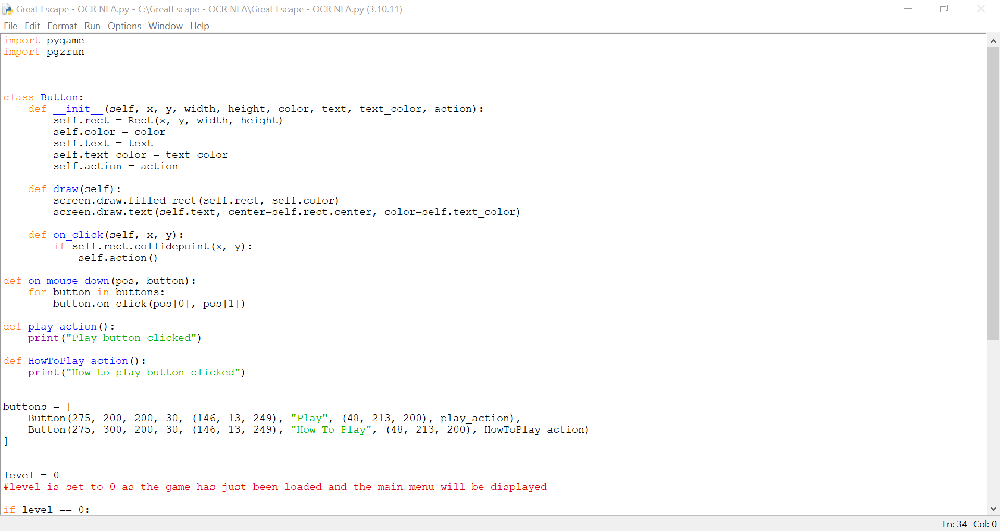 Great Escape - OCR NEA.py - C:\GreatEscape - OCR NEA\Great Escape - OCR NEA.py (3.10.11)
File Edit Format Run Options Window Help
import pygame
import pgzrun
class Button:
    def __init__(self, x, y, width, height, color, text, text_color, action):
        self.rect = Rect(x, y, width, height)
        self.color = color
        self.text = text
        self.text_color = text_color
        self.action = action
    def draw(self):
        screen.draw.filled_rect(self.rect, self.color)
        screen.draw.text(self.text, center=self.rect.center, color=self.text_color)
    def on_click(self, x, y):
        if self.rect.collidepoint(x, y):
            self.action()
def on_mouse_down(pos, button):
    for button in buttons:
        button.on_click(pos[0], pos[1])
def play_action():
    print("Play button clicked")
def HowToPlay_action():
    print("How to play button clicked")
buttons = [
    Button(275, 200, 200, 30, (146, 13, 249), "Play", (48, 213, 200), play_action),
    Button(275, 300, 200, 30, (146, 13, 249), "How To Play", (48, 213, 200), HowToPlay_action)
]
level = 0
#level is set to 0 as the game has just been loaded and the main menu will be displayed
if level == 0:
Ln: 34 Col: 0